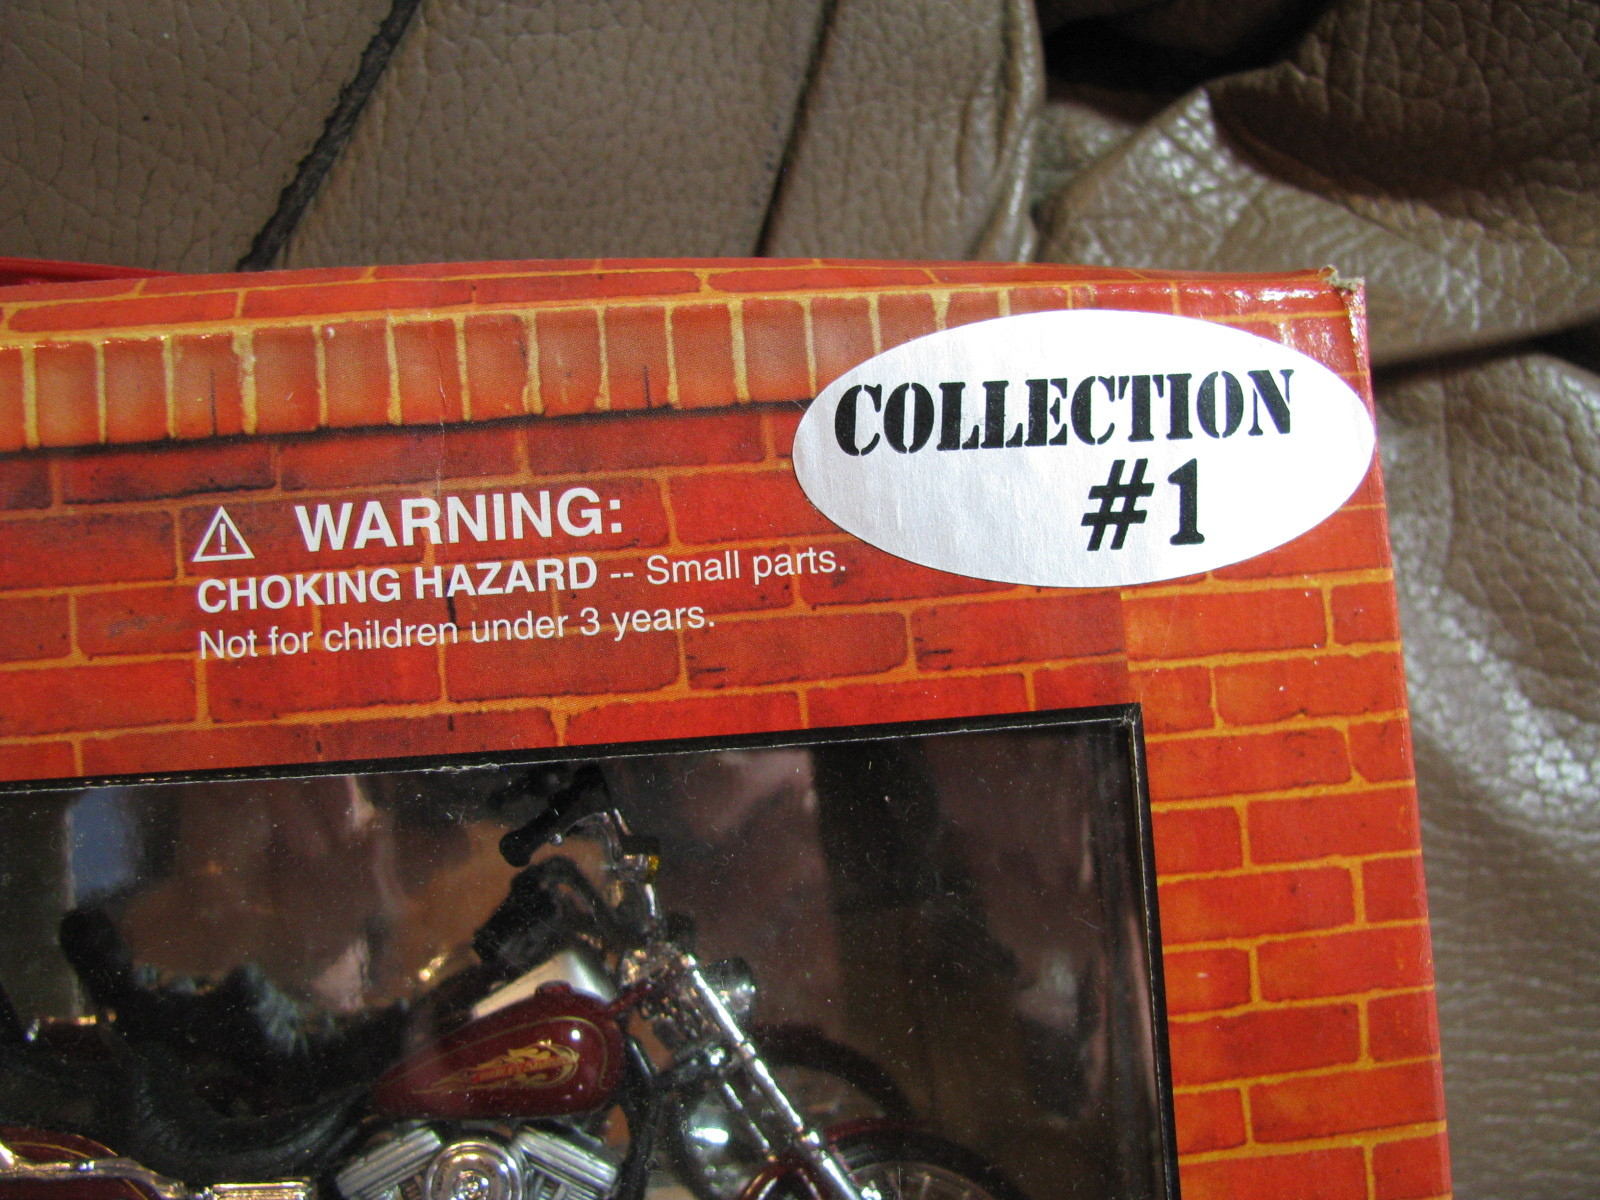 COLLECTION
#1
WARNING:
CHOKING HAZARD -- Small parts.
Not for children under 3 years.